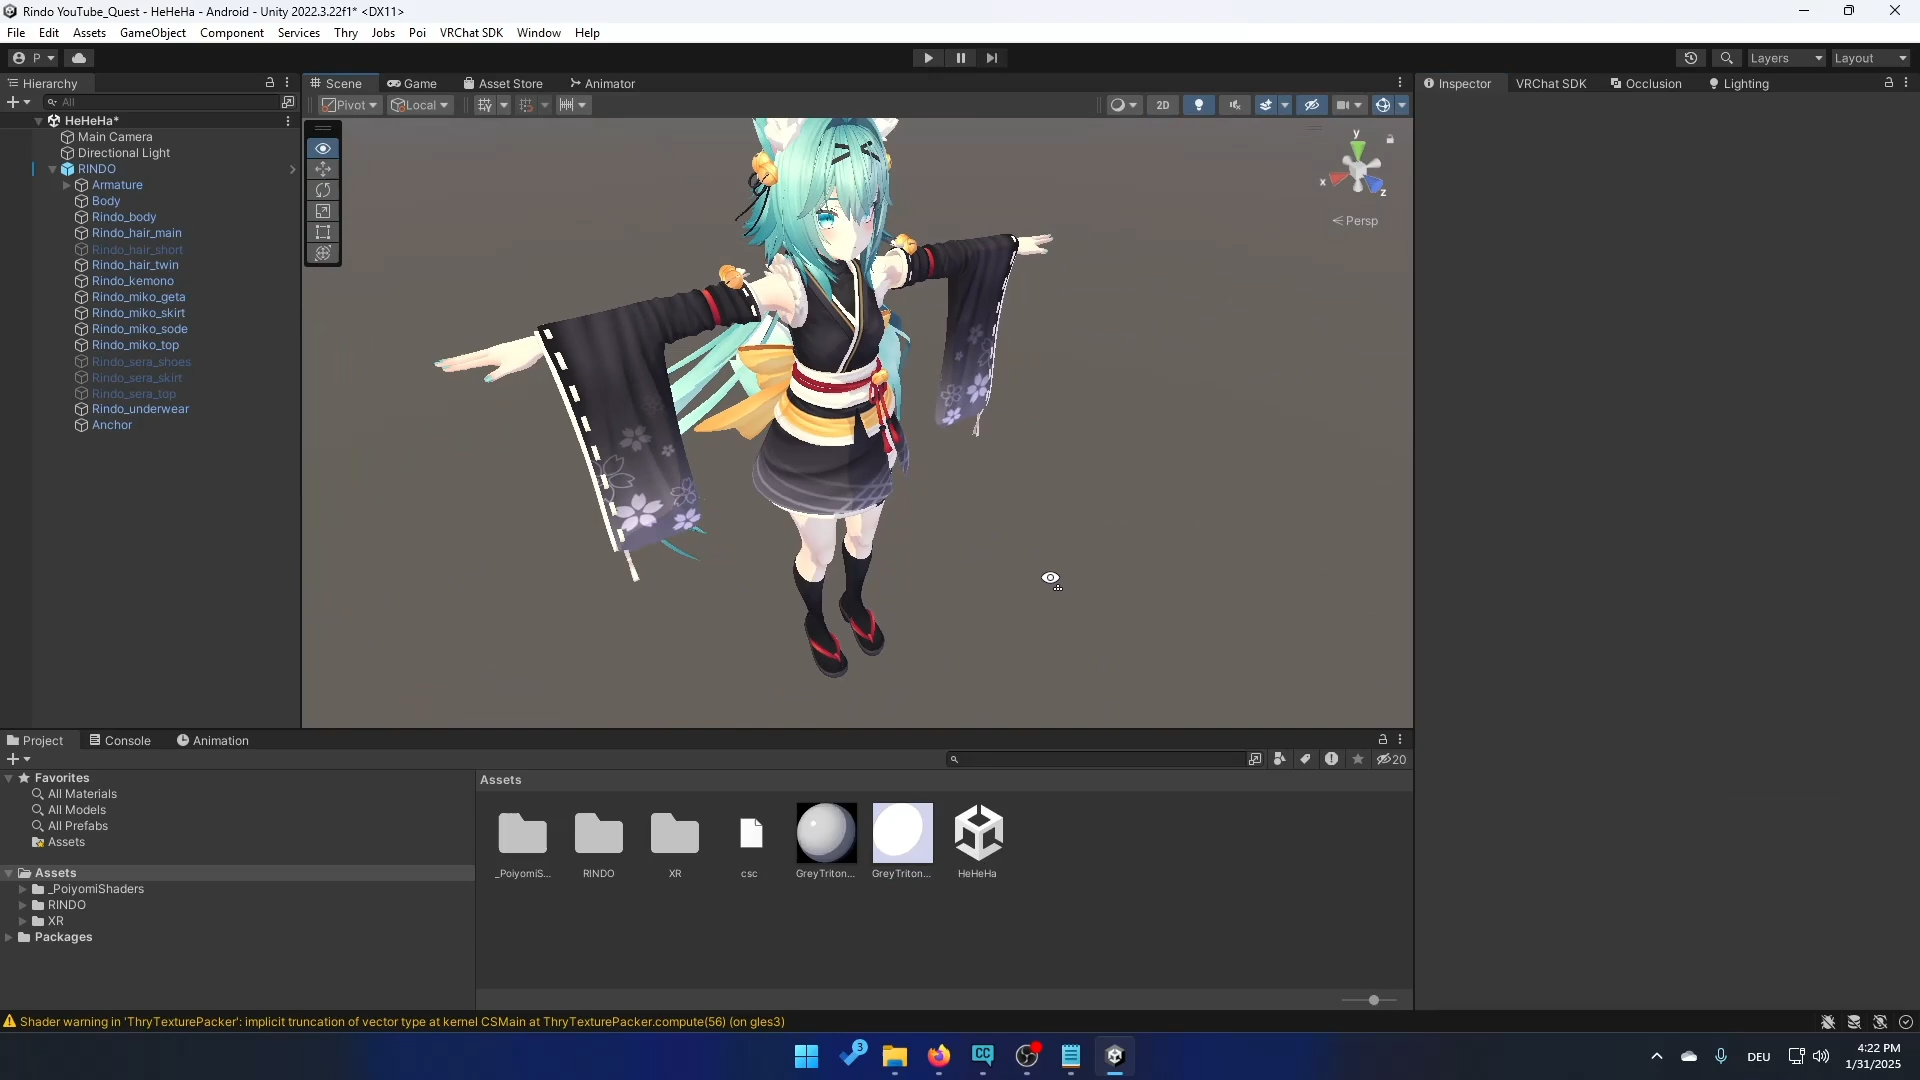 Rindo YouTube_Quest - HeHeHa - Android - Unity 2022.3.22f1* <DX11>
File Edit Assets GameObject Component Services Thry Jobs Poi VRChat SDK Window Help
P Layers Layout
Hierarchy
Scene Game Asset Store Animator
Inspector VRChat SDK Occlusion Lighting
All
Pivot Local 2D
HeHeHa*
Main Camera
Directional Light
RINDO
Armature
Body
Rindo_body
Rindo_hair_main
Rindo_hair_short
Rindo_hair_twin
Rindo_kemono
Rindo_miko_geta
Rindo_miko_skirt
Rindo_miko_sode
Rindo_miko_top
Rindo_sera_shoes
Rindo_sera_skirt
Rindo_sera_top
Rindo_underwear
Anchor
y
x
z
< Persp
Project Console Animation
20
Favorites
All Materials
All Models
All Prefabs
Assets
Assets
_PoiyomiShaders
RINDO
XR
Packages
Assets
_PoiyomiS... RINDO XR csc GreyTriton... GreyTriton... HeHeHa
Shader warning in 'ThryTexturePacker': implicit truncation of vector type at kernel CSMain at ThryTexturePacker.compute(56) (on gles3)
3
CC
DEU
4:22 PM
1/31/2025